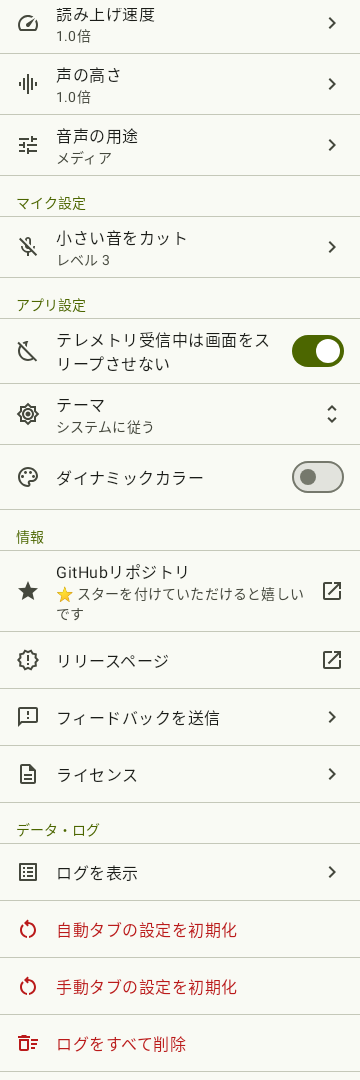 読み上げ速度
1.0倍
声の高さ
1.0倍
音声の用途
メディア
マイク設定
小さい音をカット
レベル 3
アプリ設定
テレメトリ受信中は画面をス
リープさせない
テーマ
システムに従う
ダイナミックカラー
情報
GitHubリポジトリ
⭐ スターを付けていただけると嬉しい
です
リリースページ
フィードバックを送信
ライセンス
データ・ログ
ログを表示
自動タブの設定を初期化
手動タブの設定を初期化
ログをすべて削除